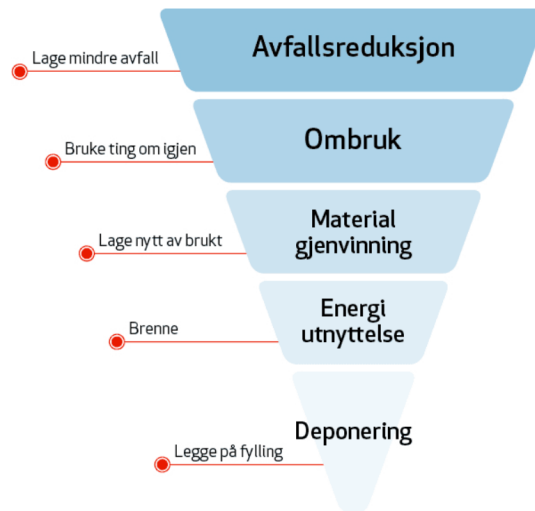 Avfallsreduksjon
Lage mindre avfall
Ombruk
Bruke ting om igjen
Material
gjenvinning
Lage nytt av brukt
Energi
utnyttelse
Brenne
Deponering
Legge på fylling